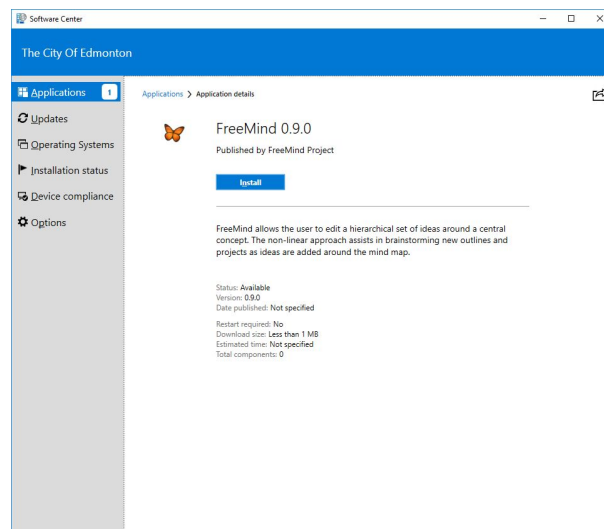 Software Center
The City Of Edmonton
Applications 1
Updates
Operating Systems
Installation status
Device compliance
Options
Applications > Application details
FreeMind 0.9.0
Published by FreeMind Project
Install
FreeMind allows the user to edit a hierarchical set of ideas around a central
concept. The non-linear approach assists in brainstorming new outlines and
projects as ideas are added around the mind map.
Status: Available
Version: 0.9.0
Date published: Not specified
Restart required: No
Download size: Less than 1 MB
Estimated time: Not specified
Total components: 0